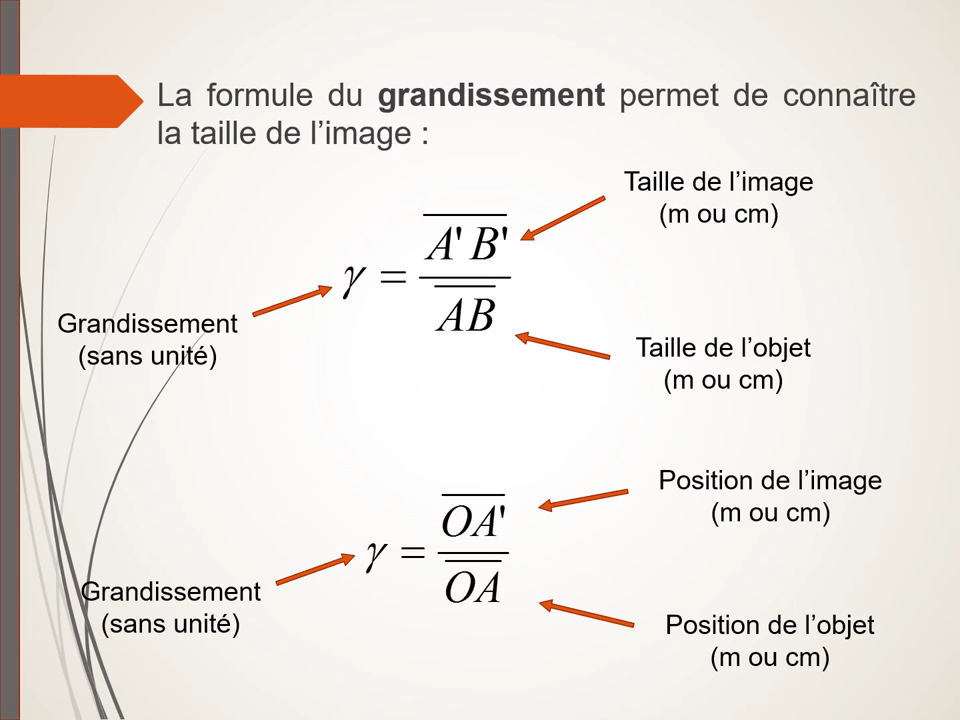 La formule du grandissement permet de connaître
la taille de l’image :
Taille de l’image
(m ou cm)
γ = A'B' / AB
Grandissement
(sans unité)
Taille de l’objet
(m ou cm)
Position de l’image
(m ou cm)
γ = OA' / OA
Grandissement
(sans unité)
Position de l’objet
(m ou cm)